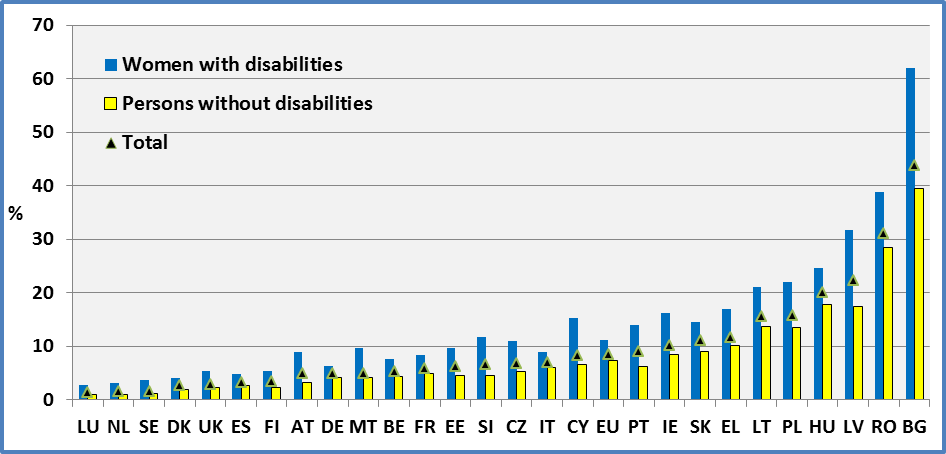 70
60
50
40
30
20
10
0
%
Women with disabilities
Persons without disabilities
Total
LU NL SE DK UK ES FI AT DE MT BE FR EE SI CZ IT CY EU PT IE SK EL LT PL HU LV RO BG